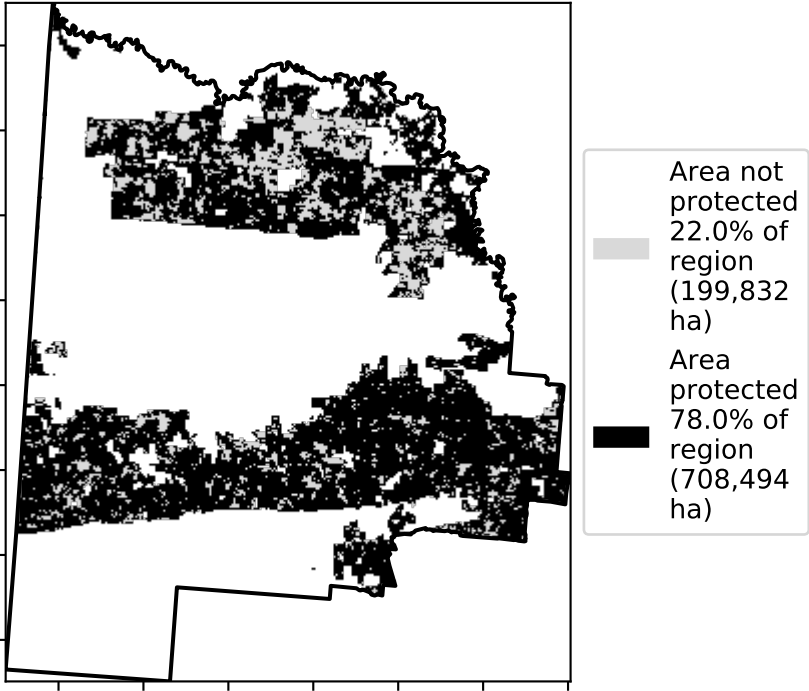 Area not
protected
22.0% of
region
(199,832
ha)
Area
protected
78.0% of
region
(708,494
ha)